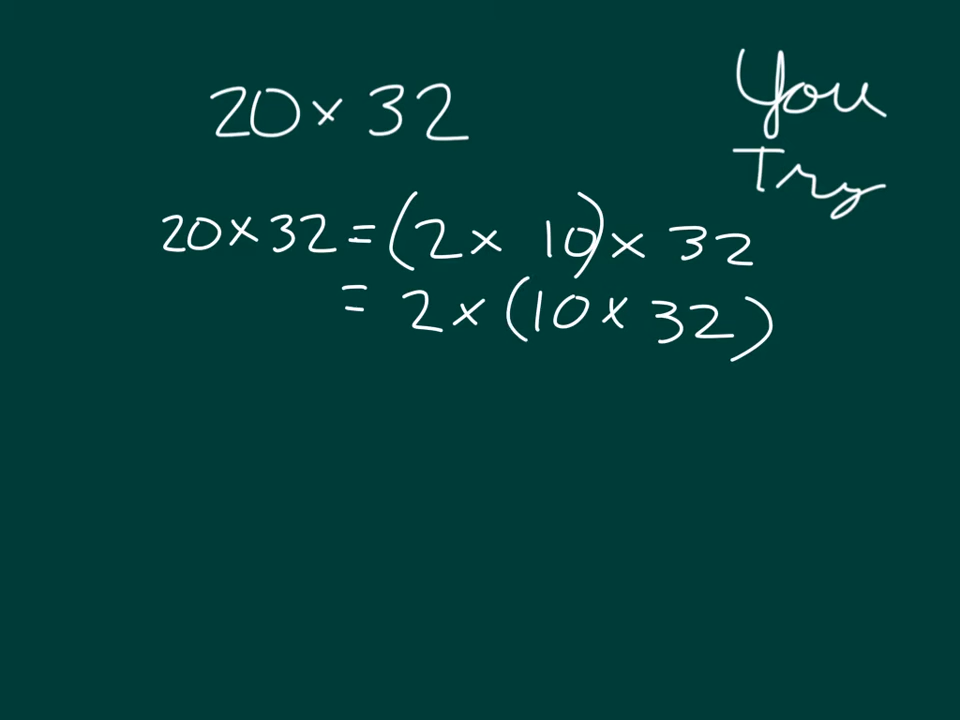 20 × 32
You
Try
20 × 32 = (2 × 10) × 32
= 2 × (10 × 32)